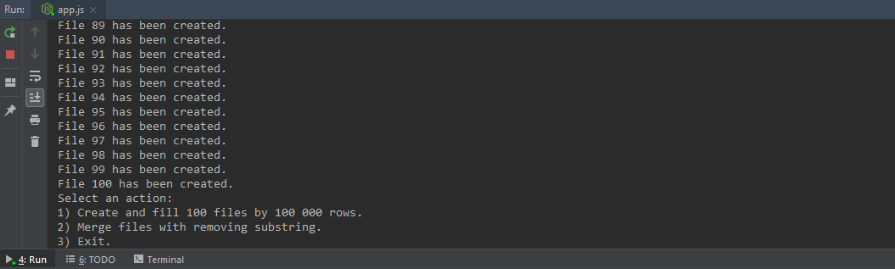 Run: app.js
File 89 has been created.
File 90 has been created.
File 91 has been created.
File 92 has been created.
File 93 has been created.
File 94 has been created.
File 95 has been created.
File 96 has been created.
File 97 has been created.
File 98 has been created.
File 99 has been created.
File 100 has been created.
Select an action:
1) Create and fill 100 files by 100 000 rows.
2) Merge files with removing substring.
3) Exit.
4: Run 6: TODO Terminal